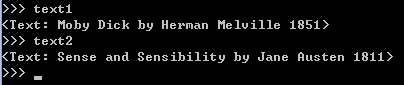 >>> text1
<Text: Moby Dick by Herman Melville 1851>
>>> text2
<Text: Sense and Sensibility by Jane Austen 1811>
>>> _